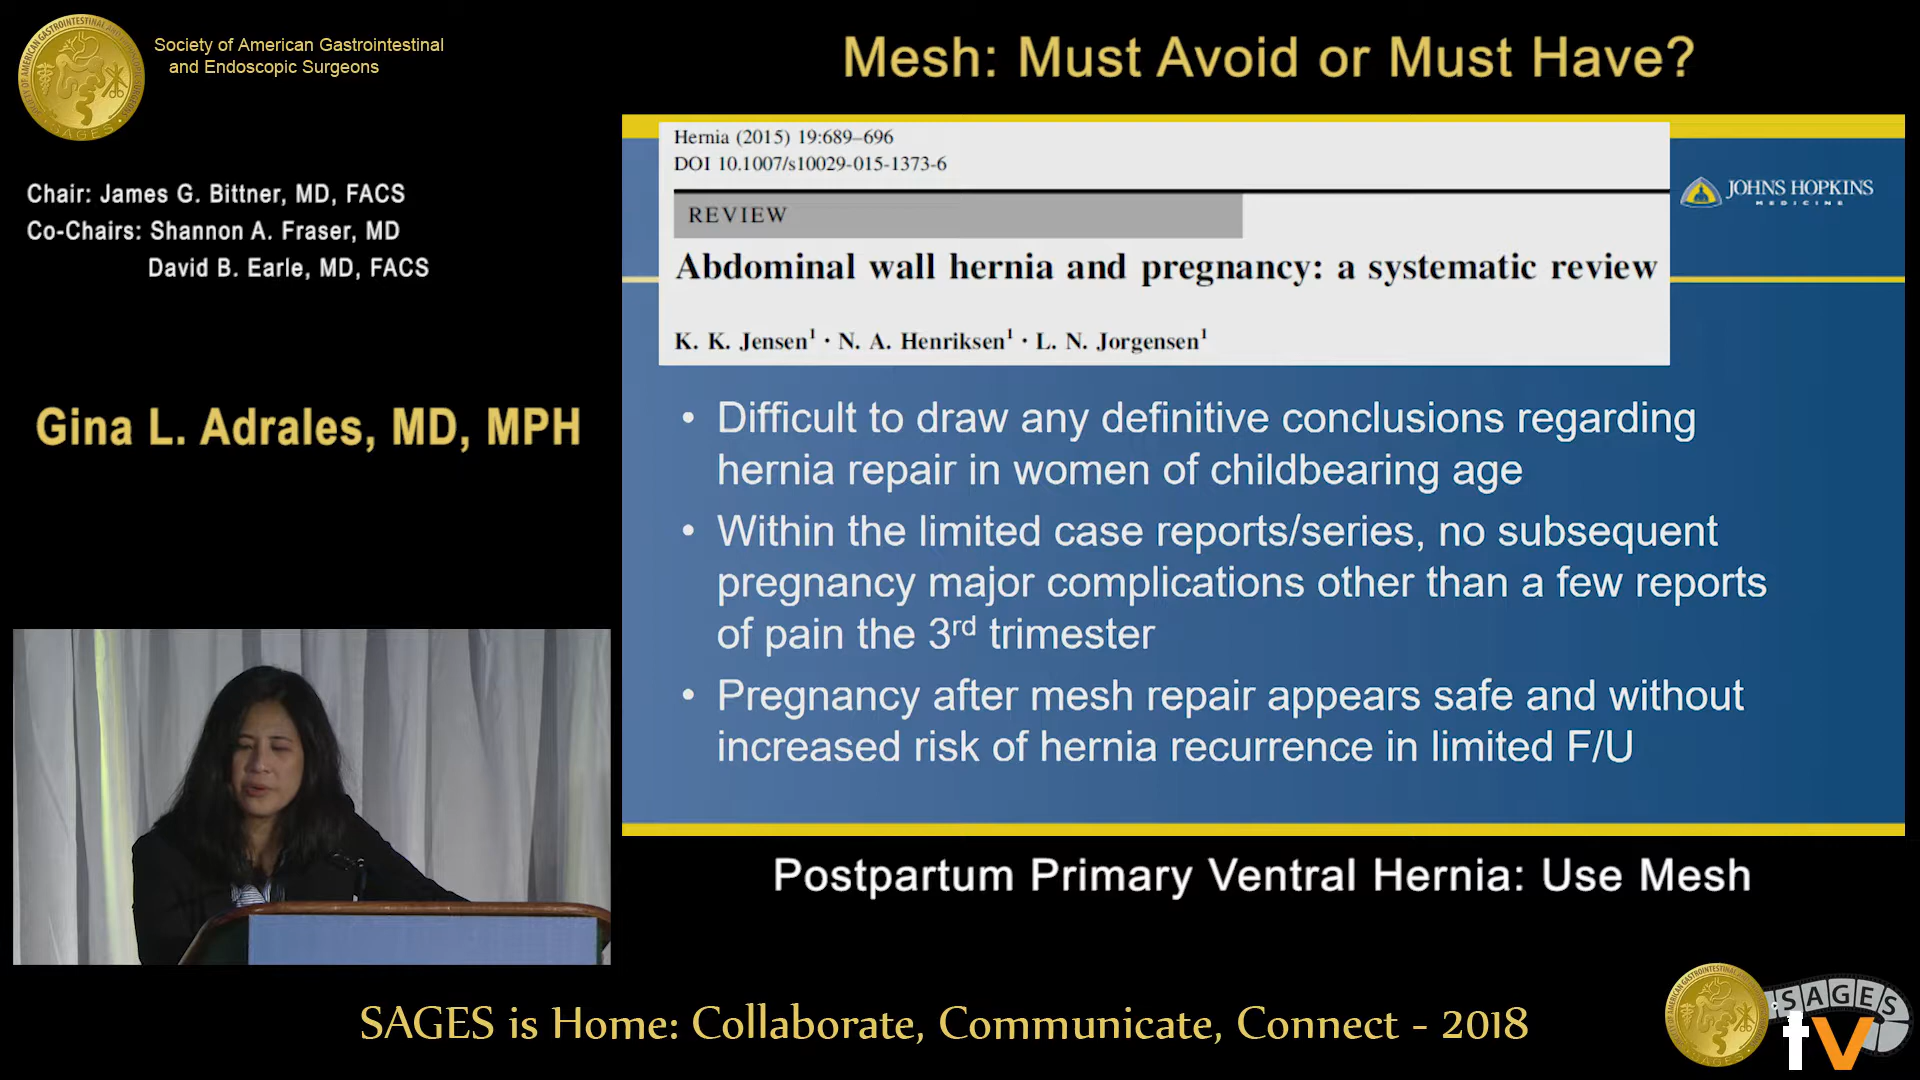 Society of American Gastrointestinal
and Endoscopic Surgeons
Mesh: Must Avoid or Must Have?
Chair: James G. Bittner, MD, FACS
Co-Chairs: Shannon A. Fraser, MD
David B. Earle, MD, FACS
Gina L. Adrales, MD, MPH
Hernia (2015) 19:689–696
DOI 10.1007/s10029-015-1373-6
REVIEW
Abdominal wall hernia and pregnancy: a systematic review
K. K. Jensen¹ · N. A. Henriksen¹ · L. N. Jorgensen¹
JOHNS HOPKINS
MEDICINE
• Difficult to draw any definitive conclusions regarding
hernia repair in women of childbearing age
• Within the limited case reports/series, no subsequent
pregnancy major complications other than a few reports
of pain the 3rd trimester
• Pregnancy after mesh repair appears safe and without
increased risk of hernia recurrence in limited F/U
Postpartum Primary Ventral Hernia: Use Mesh
SAGES is Home: Collaborate, Communicate, Connect - 2018
SAGES
tv